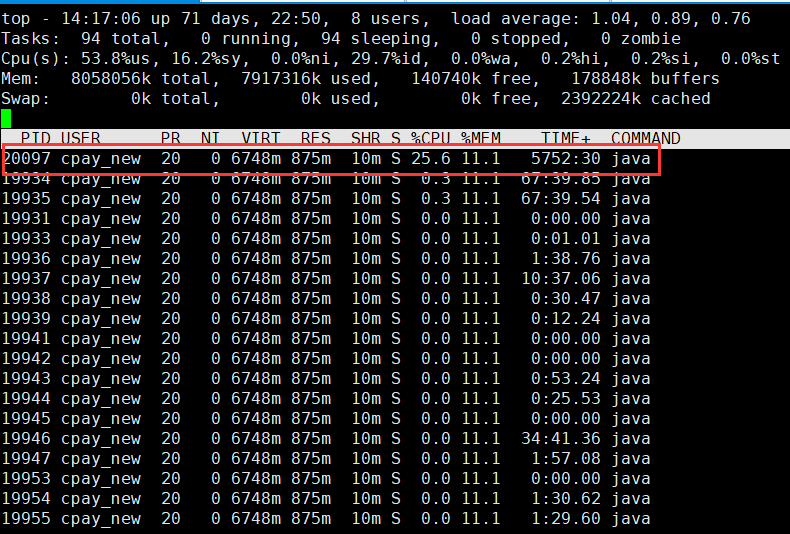 top - 14:17:06 up 71 days, 22:50,  8 users,  load average: 1.04, 0.89, 0.76
Tasks:  94 total,   0 running,  94 sleeping,   0 stopped,   0 zombie
Cpu(s): 53.8%us, 16.2%sy,  0.0%ni, 29.7%id,  0.0%wa,  0.2%hi,  0.2%si,  0.0%st
Mem:   8058056k total,  7917316k used,   140740k free,   178848k buffers
Swap:        0k total,        0k used,        0k free,  2392224k cached
PID USER      PR  NI  VIRT  RES  SHR S %CPU %MEM    TIME+  COMMAND
20097 cpay_new  20   0 6748m 875m  10m S 25.6 11.1   5752:30 java
19934 cpay_new  20   0 6748m 875m  10m S  0.3 11.1  67:39.85 java
19935 cpay_new  20   0 6748m 875m  10m S  0.3 11.1  67:39.54 java
19931 cpay_new  20   0 6748m 875m  10m S  0.0 11.1   0:00.00 java
19933 cpay_new  20   0 6748m 875m  10m S  0.0 11.1   0:01.01 java
19936 cpay_new  20   0 6748m 875m  10m S  0.0 11.1   1:38.76 java
19937 cpay_new  20   0 6748m 875m  10m S  0.0 11.1  10:37.06 java
19938 cpay_new  20   0 6748m 875m  10m S  0.0 11.1   0:30.47 java
19939 cpay_new  20   0 6748m 875m  10m S  0.0 11.1   0:12.24 java
19941 cpay_new  20   0 6748m 875m  10m S  0.0 11.1   0:00.00 java
19942 cpay_new  20   0 6748m 875m  10m S  0.0 11.1   0:00.00 java
19943 cpay_new  20   0 6748m 875m  10m S  0.0 11.1   0:53.24 java
19944 cpay_new  20   0 6748m 875m  10m S  0.0 11.1   0:25.53 java
19945 cpay_new  20   0 6748m 875m  10m S  0.0 11.1   0:00.00 java
19946 cpay_new  20   0 6748m 875m  10m S  0.0 11.1  34:41.36 java
19947 cpay_new  20   0 6748m 875m  10m S  0.0 11.1   1:57.08 java
19953 cpay_new  20   0 6748m 875m  10m S  0.0 11.1   0:00.00 java
19954 cpay_new  20   0 6748m 875m  10m S  0.0 11.1   1:30.62 java
19955 cpay_new  20   0 6748m 875m  10m S  0.0 11.1   1:29.60 java